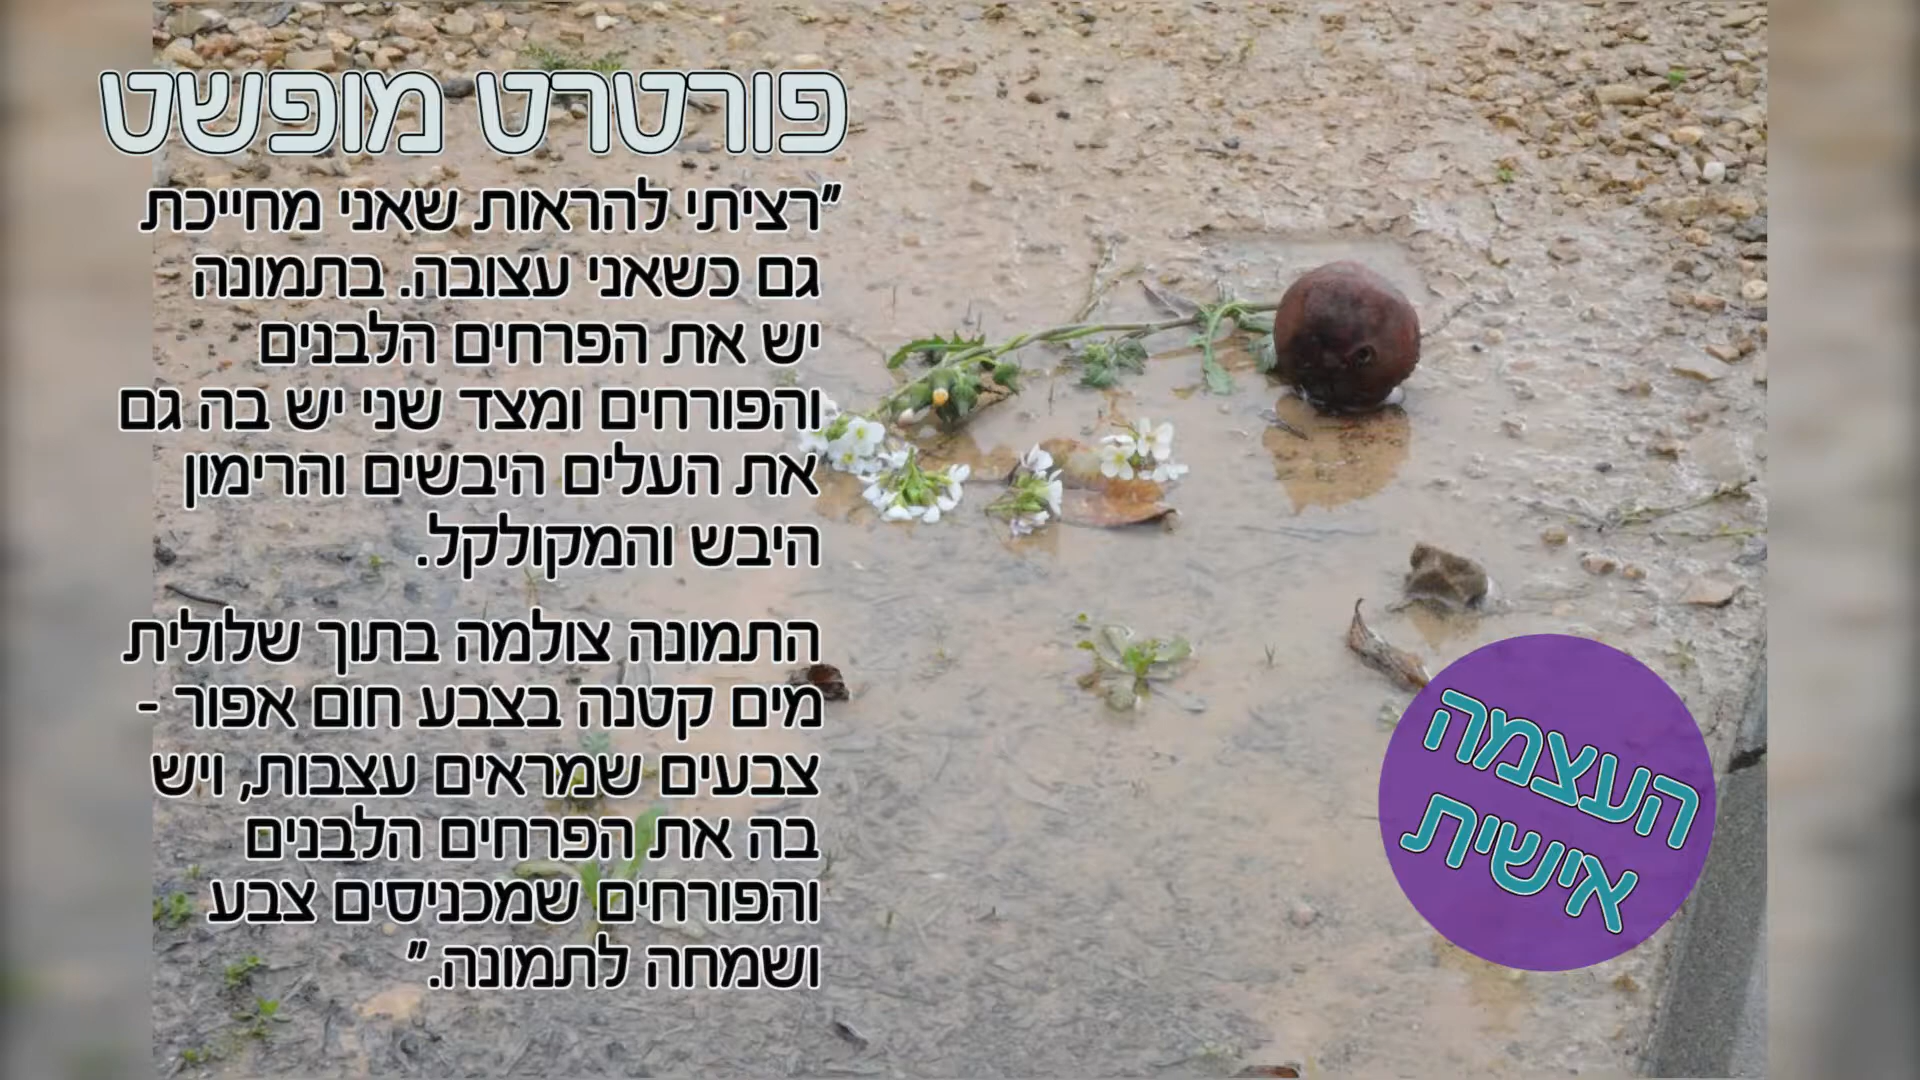 פורטרט מופשט
"רציתי להראות שאני מחייכת
גם כשאני עצובה. בתמונה
יש את הפרחים הלבנים
והפורחים ומצד שני יש בה גם
את העלים היבשים והרימון
היבש והמקולקל.
התמונה צולמה בתוך שלולית
מים קטנה בצבע חום אפור -
צבעים שמראים עצבות, ויש
בה את הפרחים הלבנים
והפורחים שמכניסים צבע
ושמחה לתמונה."
העצמה
אישית